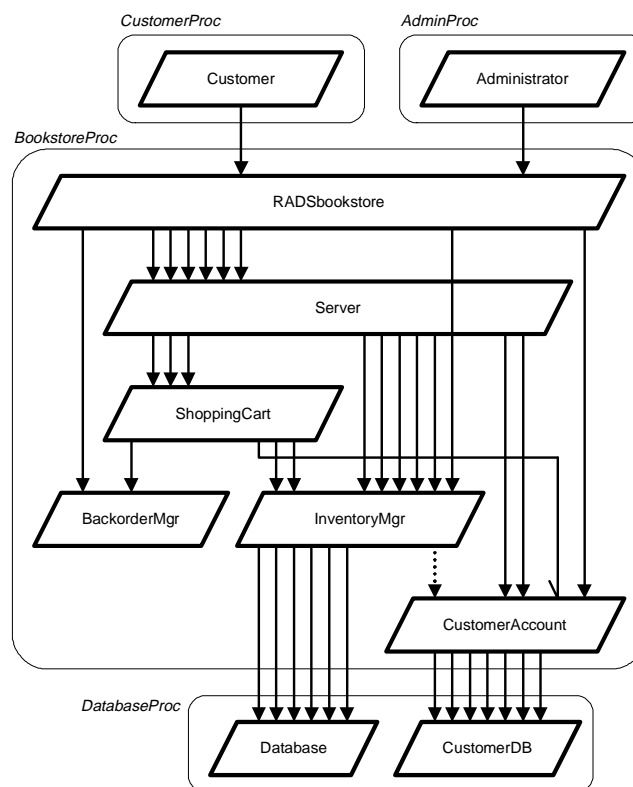 CustomerProc
AdminProc
Customer
Administrator
BookstoreProc
RADSbookstore
Server
ShoppingCart
BackorderMgr
InventoryMgr
CustomerAccount
DatabaseProc
Database
CustomerDB